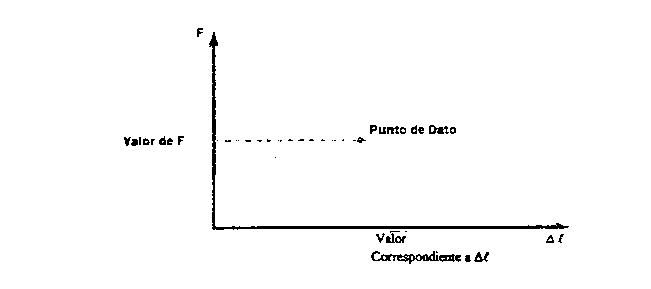 F
Punto de Dato
Valor de F
Valor
Δ ℓ
Correspondiente a Δℓ